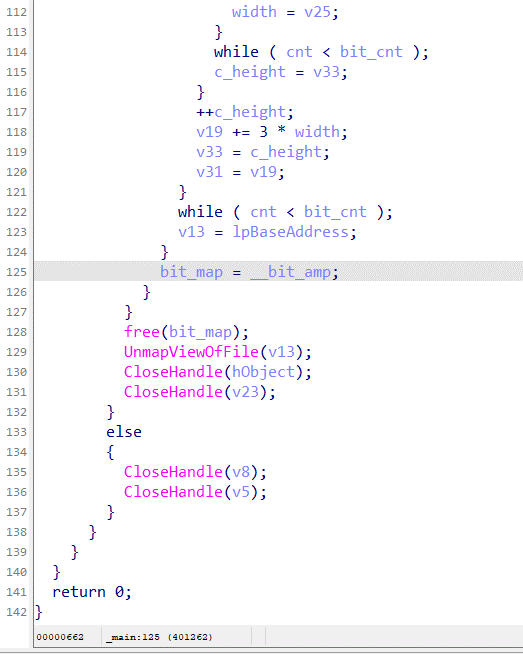 112 width = v25;
113 }
114 while ( cnt < bit_cnt );
115 c_height = v33;
116 }
117 ++c_height;
118 v19 += 3 * width;
119 v33 = c_height;
120 v31 = v19;
121 }
122 while ( cnt < bit_cnt );
123 v13 = lpBaseAddress;
124 }
125 bit_map = __bit_amp;
126 }
127 }
128 free(bit_map);
129 UnmapViewOfFile(v13);
130 CloseHandle(hObject);
131 CloseHandle(v23);
132 }
133 else
134 {
135 CloseHandle(v8);
136 CloseHandle(v5);
137 }
138 }
139 }
140 }
141 return 0;
142 }
00000662 _main:125 (401262)